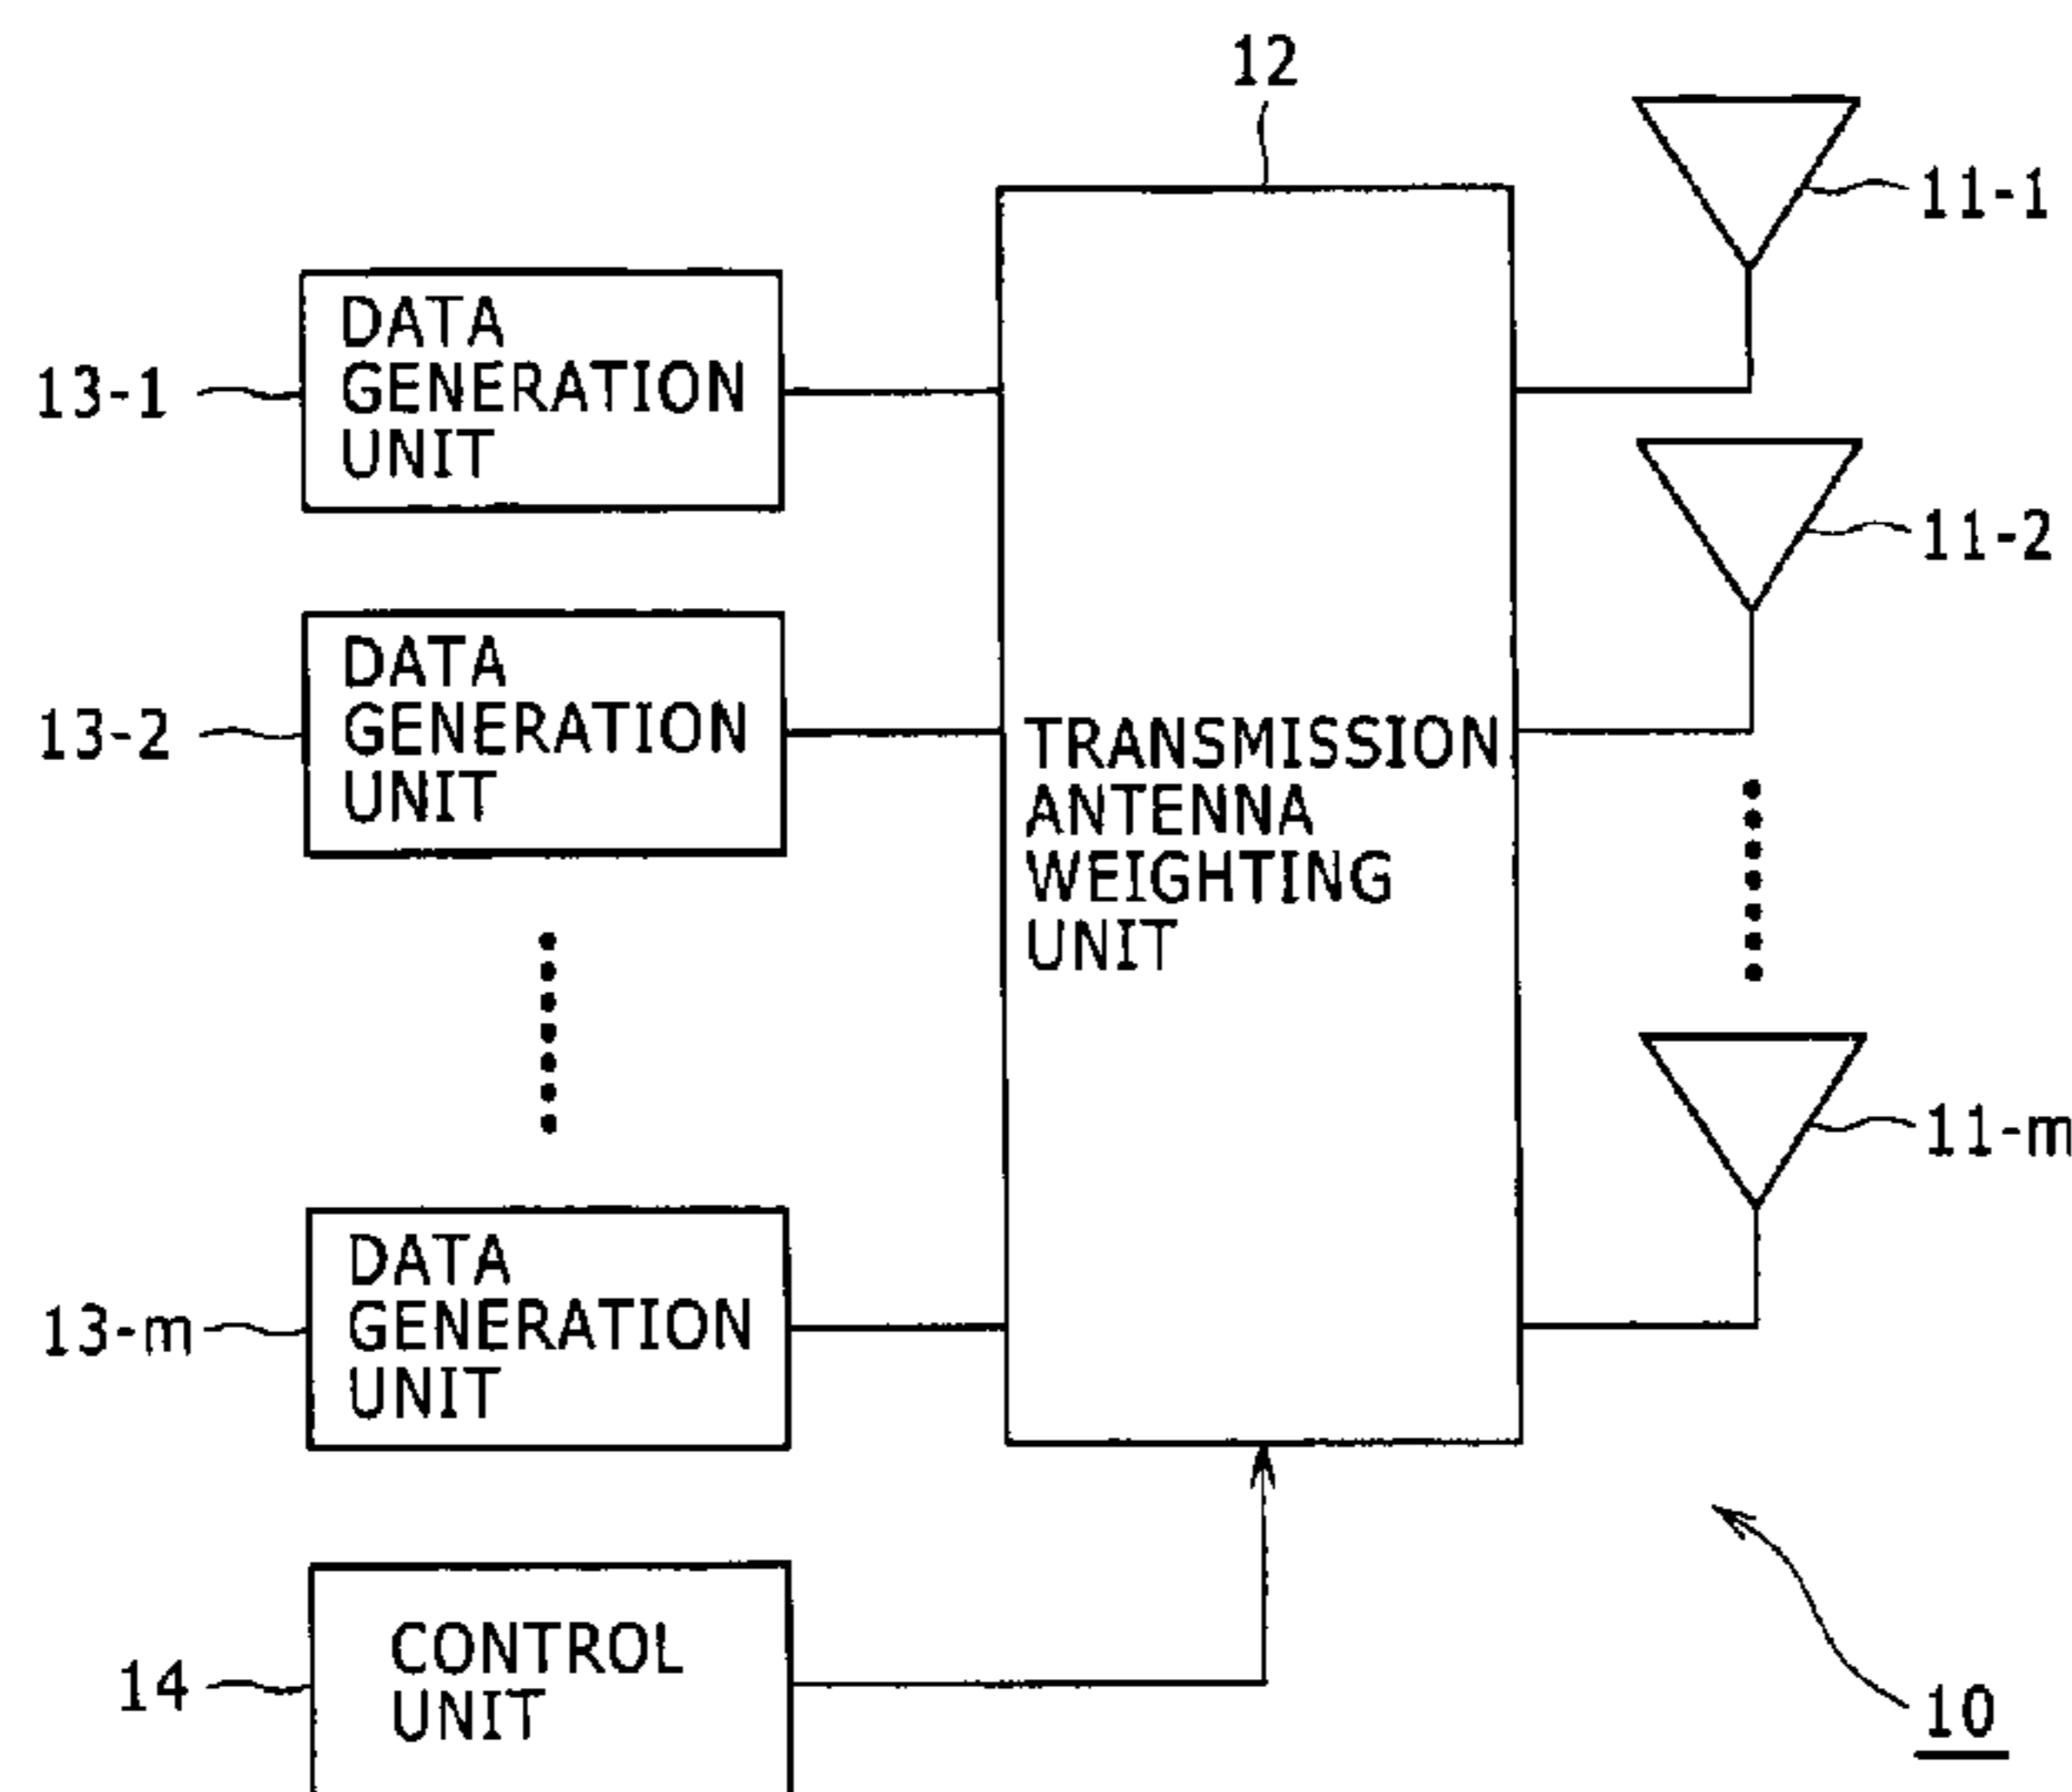 12
11-1
13-1
DATA
GENERATION
UNIT
11-2
13-2
DATA
GENERATION
UNIT
TRANSMISSION
ANTENNA
WEIGHTING
UNIT
11-m
13-m
DATA
GENERATION
UNIT
14
CONTROL
UNIT
10